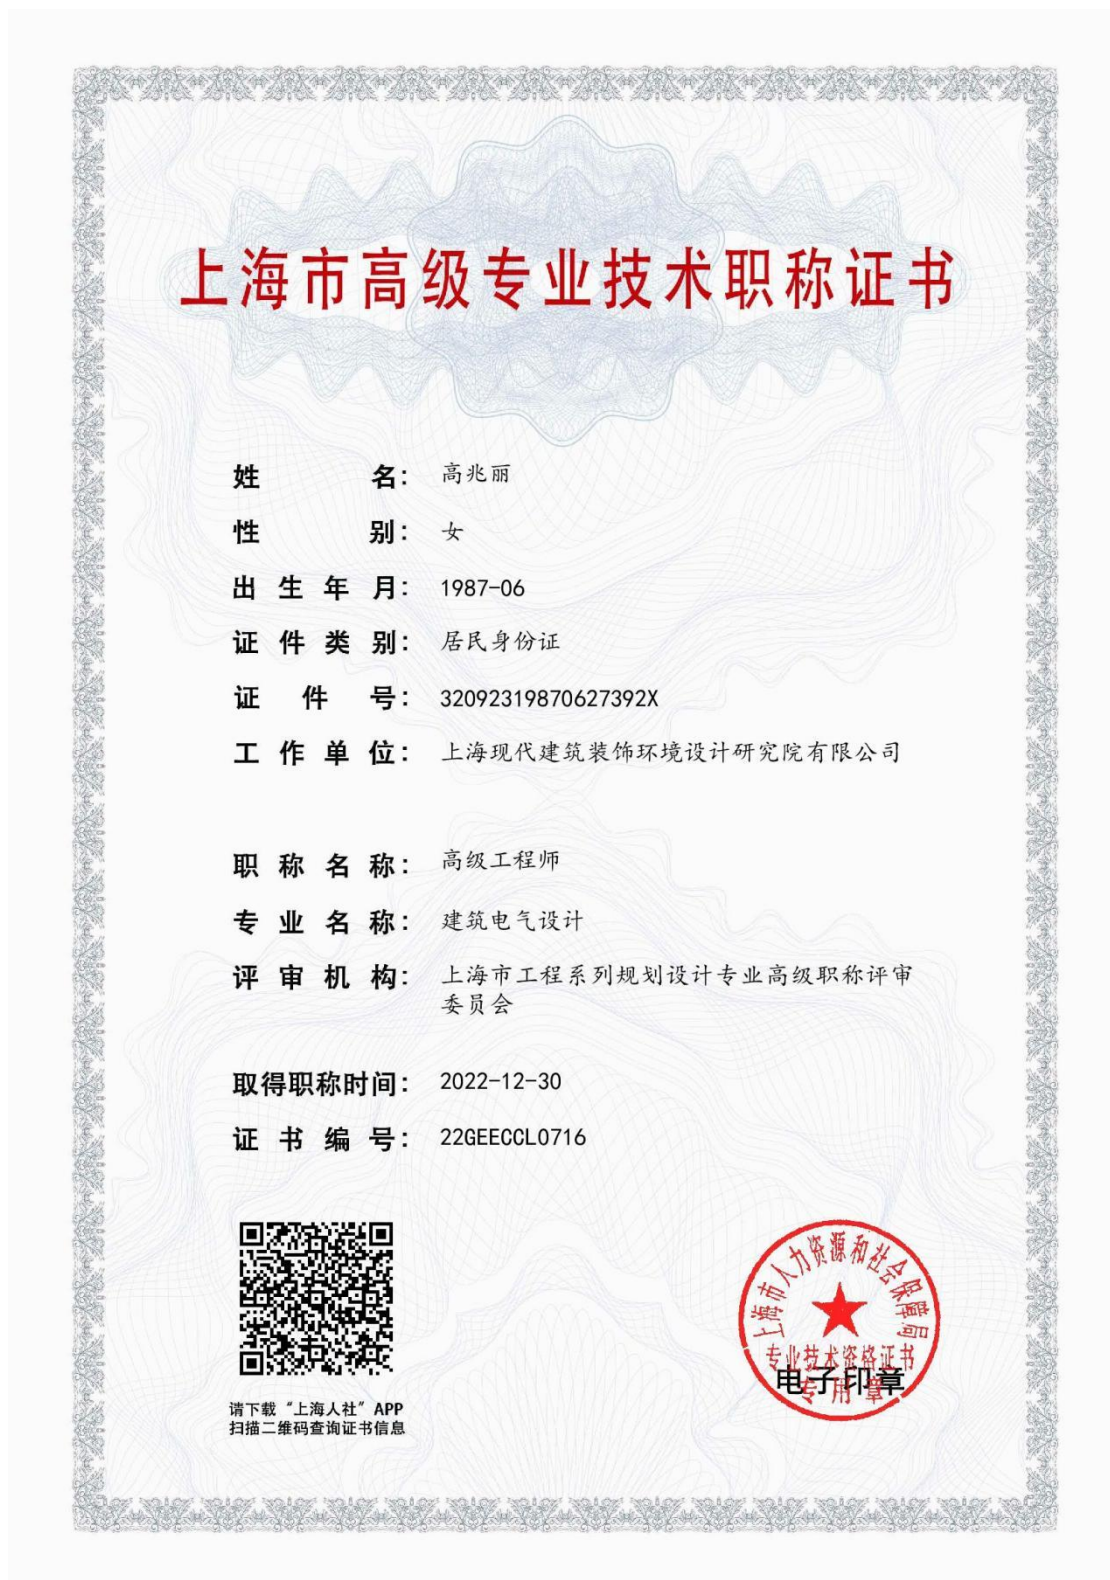 上海市高级专业技术职称证书
姓名： 高兆丽
性别： 女
出生年月： 1987-06
证件类别： 居民身份证
证件号： 32092319870627392X
工作单位： 上海现代建筑装饰环境设计研究院有限公司
职称名称： 高级工程师
专业名称： 建筑电气设计
评审机构： 上海市工程系列规划设计专业高级职称评审
委员会
取得职称时间： 2022-12-30
证书编号： 22GEECCL0716
请下载“上海人社”APP
扫描二维码查询证书信息
上海市人力资源和社会保障局
专业技术资格证书
电子印章
专用章